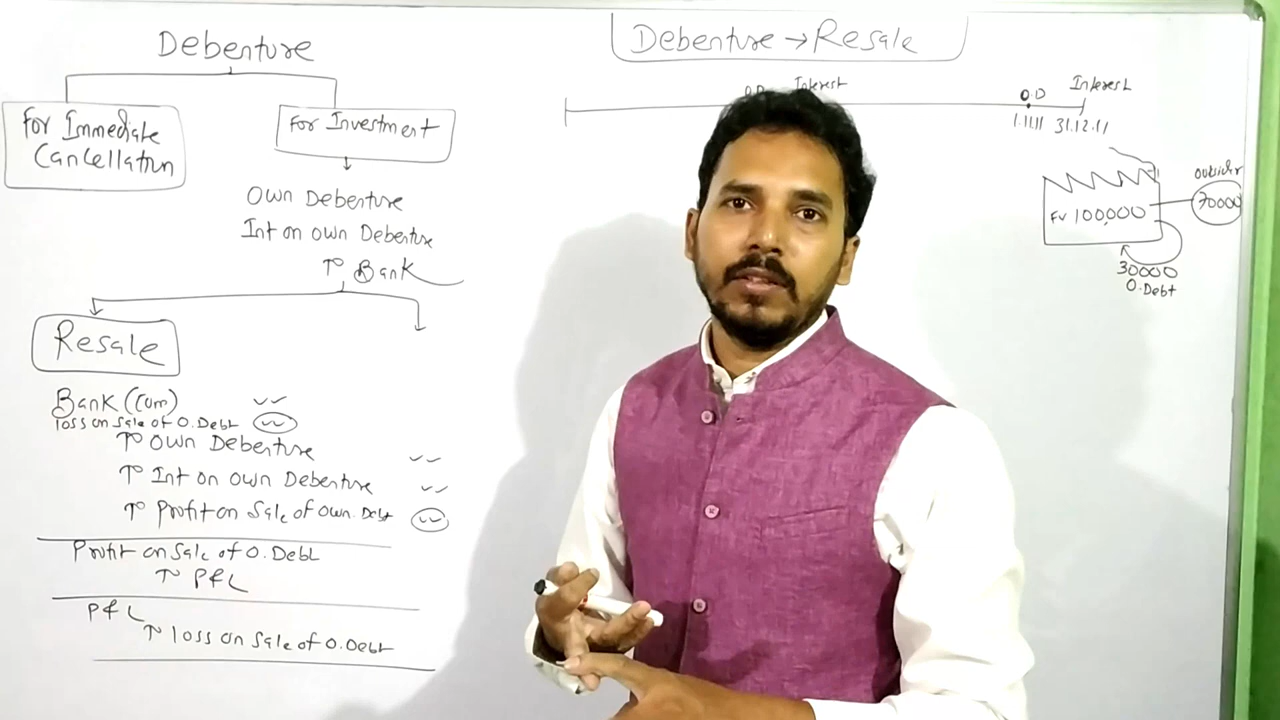 Debenture
For Immediate
Cancellation
For Investment
Own Debenture
Int on own Debenture
To Bank
Resale
Bank (Cum)
loss on Sale of O. Debt
To Own Debenture
To Int on own Debenture
To Profit on Sale of Own. Debt
Profit on Sale of O. Debt
To P & L
P & L
To loss on Sale of O. Debt
Debenture → Resale
Interest
O.D
Interest
1.11.11 31.12.11
FV 100,000
outsider
70000
30000
O. Debt